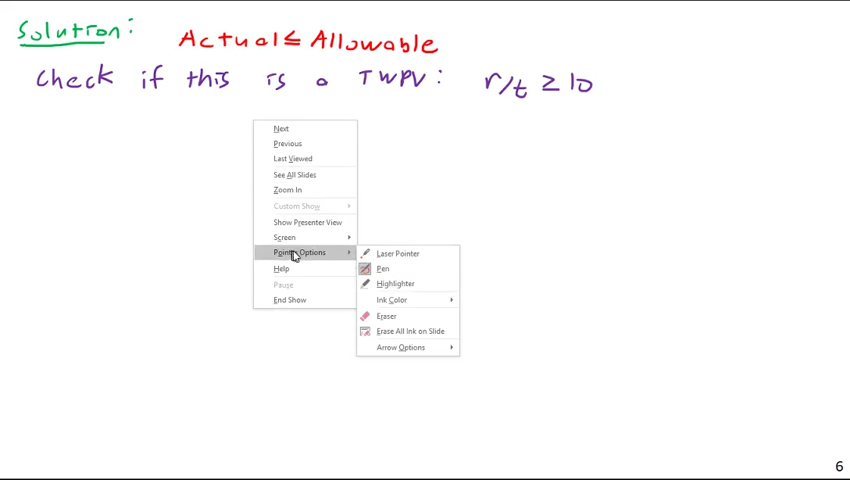 Solution:
Actual ≤ Allowable
Check if this is a TWPV: r/t ≥ 10
Next
Previous
Last Viewed
See All Slides
Zoom In
Custom Show
Show Presenter View
Screen
Pointer Options
Help
Pause
End Show
Laser Pointer
Pen
Highlighter
Ink Color
Eraser
Erase All Ink on Slide
Arrow Options
6